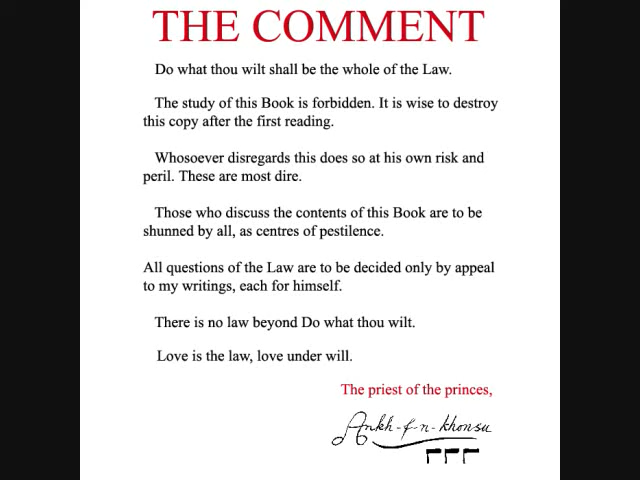 THE COMMENT
Do what thou wilt shall be the whole of the Law.
The study of this Book is forbidden. It is wise to destroy
this copy after the first reading.
Whosoever disregards this does so at his own risk and
peril. These are most dire.
Those who discuss the contents of this Book are to be
shunned by all, as centres of pestilence.
All questions of the Law are to be decided only by appeal
to my writings, each for himself.
There is no law beyond Do what thou wilt.
Love is the law, love under will.
The priest of the princes,
Ankh-f-n-khonsu